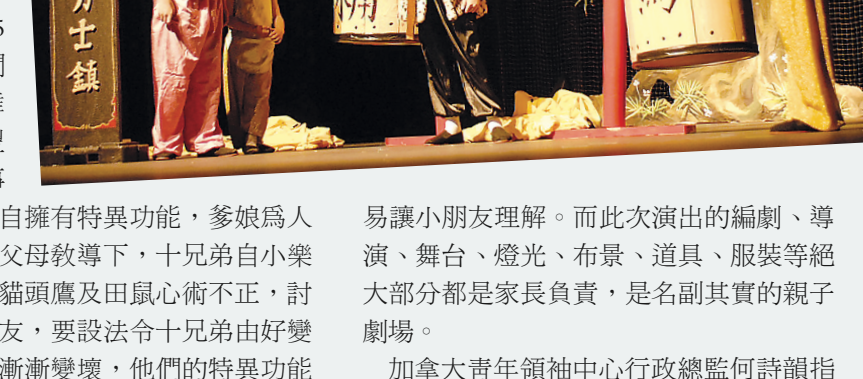 士鎮
自擁有特異功能，爹娘為人
父母教導下，十兄弟自小樂
貓頭鷹及田鼠心術不正，討
友，要設法令十兄弟由好變
漸漸變壞，他們的特異功能
易讓小朋友理解。而此次演出的編劇、導
演、舞台、燈光、布景、道具、服裝等絕
大部分都是家長負責，是名副其實的親子
劇場。
加拿大青年領袖中心行政總監何詩韻指